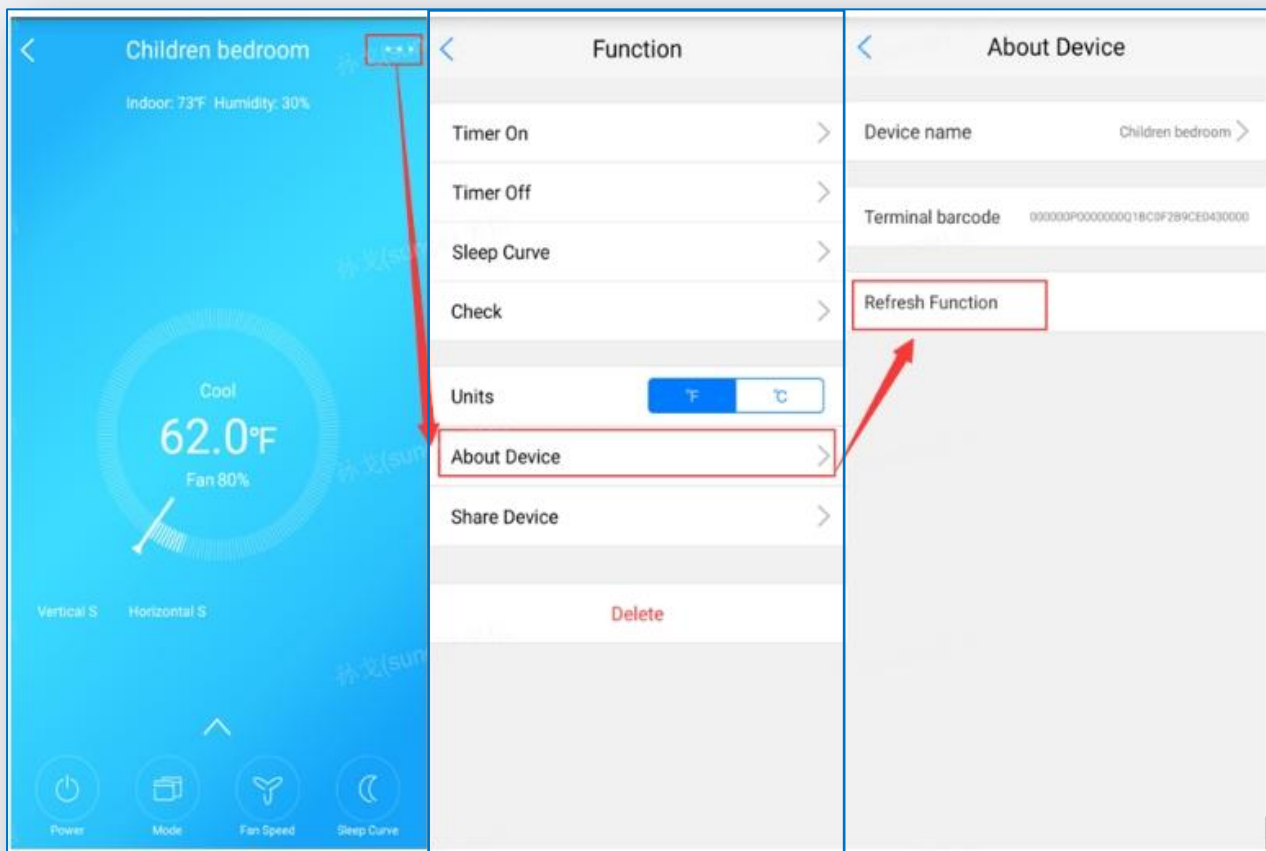 Children bedroom
Indoor: 73°F Humidity: 30%
Cool
62.0°F
Fan 80%
Vertical S Horizontal S
Power Mode Fan Speed Sleep Curve
Function
Timer On
Timer Off
Sleep Curve
Check
Units °F °C
About Device
Share Device
Delete
About Device
Device name Children bedroom
Terminal barcode
Refresh Function